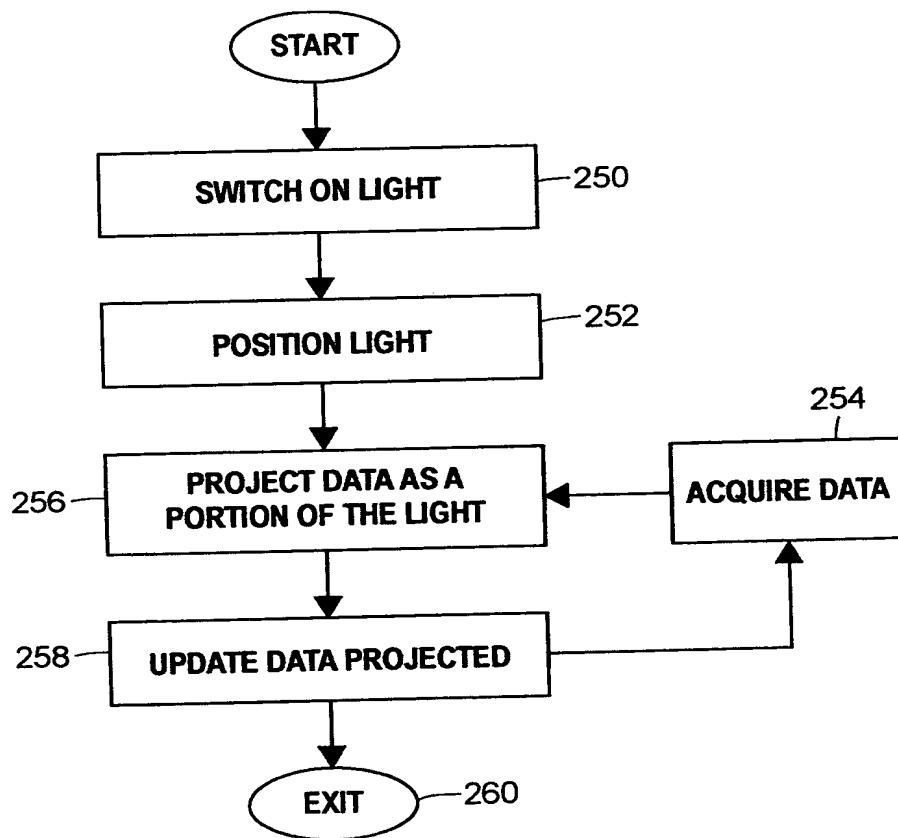 START
SWITCH ON LIGHT
250
POSITION LIGHT
252
254
256
PROJECT DATA AS A
PORTION OF THE LIGHT
ACQUIRE DATA
258
UPDATE DATA PROJECTED
EXIT
260